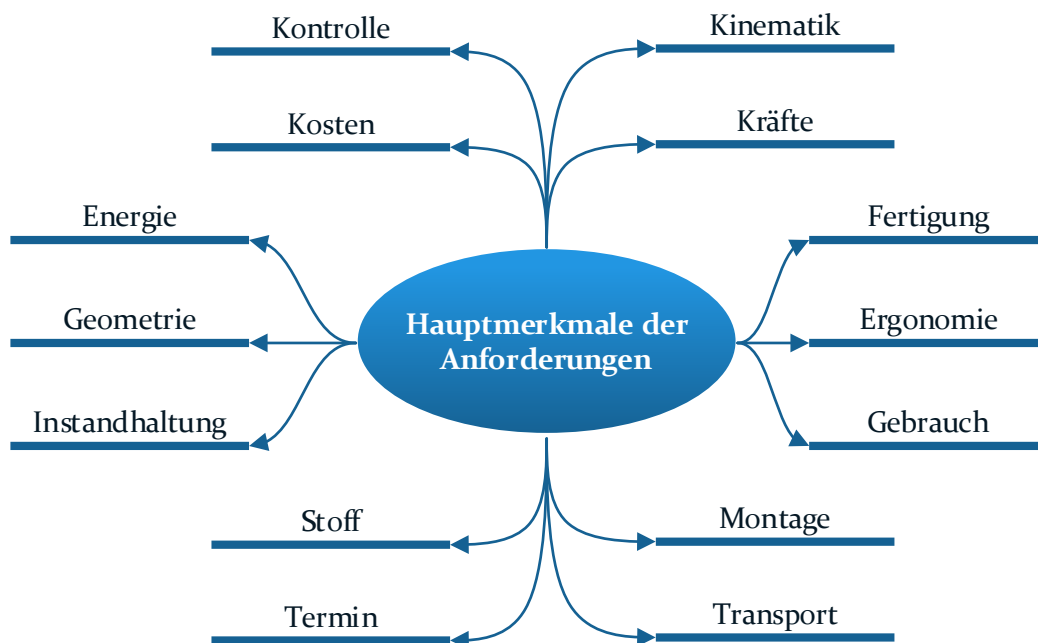 Kontrolle
Kinematik
Kosten
Kräfte
Energie
Fertigung
Geometrie
Hauptmerkmale der
Anforderungen
Ergonomie
Instandhaltung
Gebrauch
Stoff
Montage
Termin
Transport